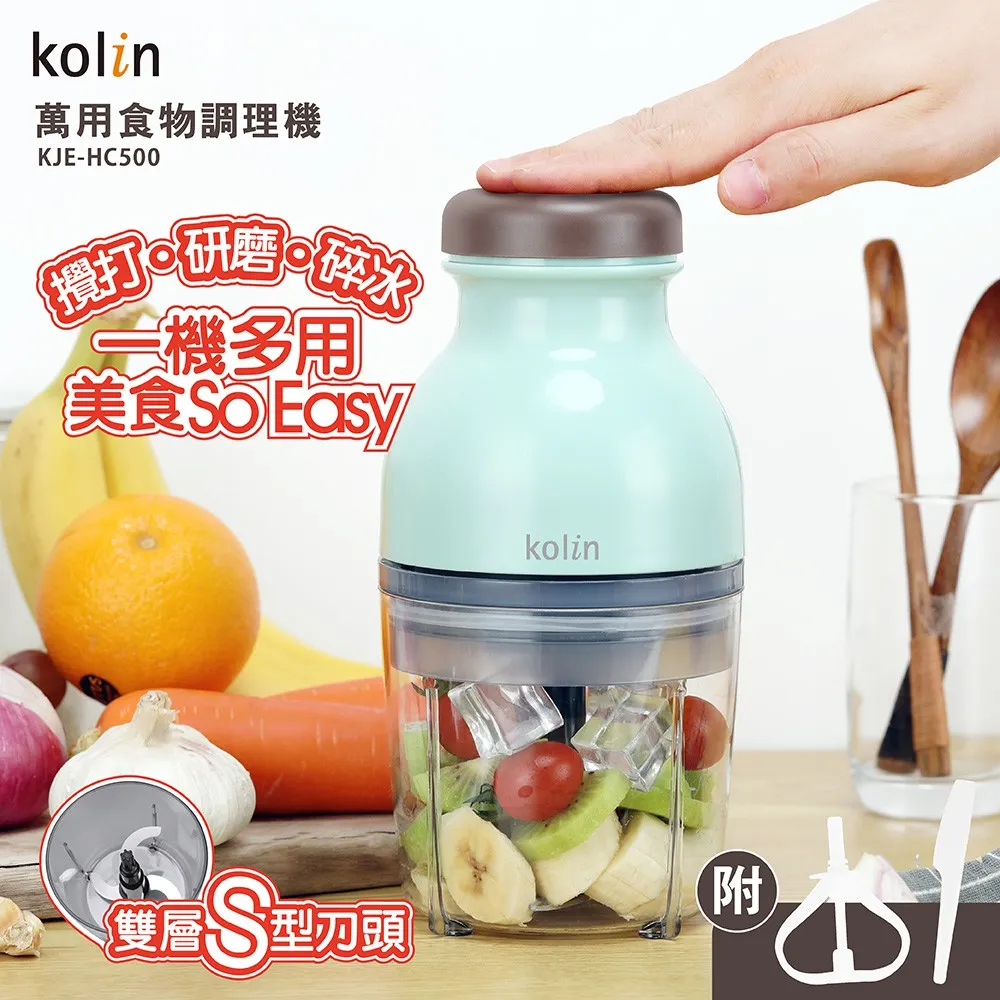 kolin
萬用食物調理機
KJE-HC500
攪打・研磨・碎冰
一機多用
美食So Easy
kolin
雙層S型刀頭
附